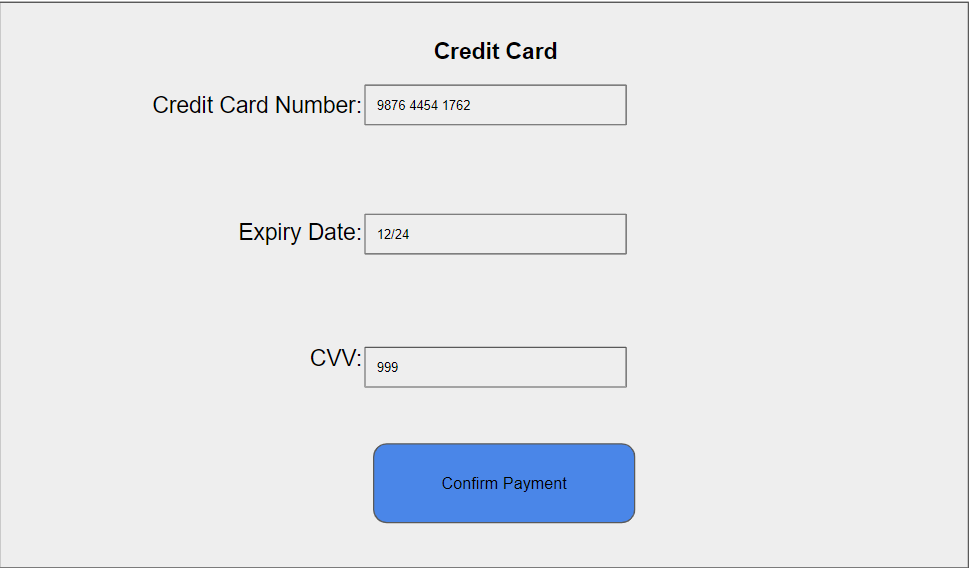 Credit Card
Credit Card Number: 9876 4454 1762
Expiry Date: 12/24
CVV: 999
Confirm Payment